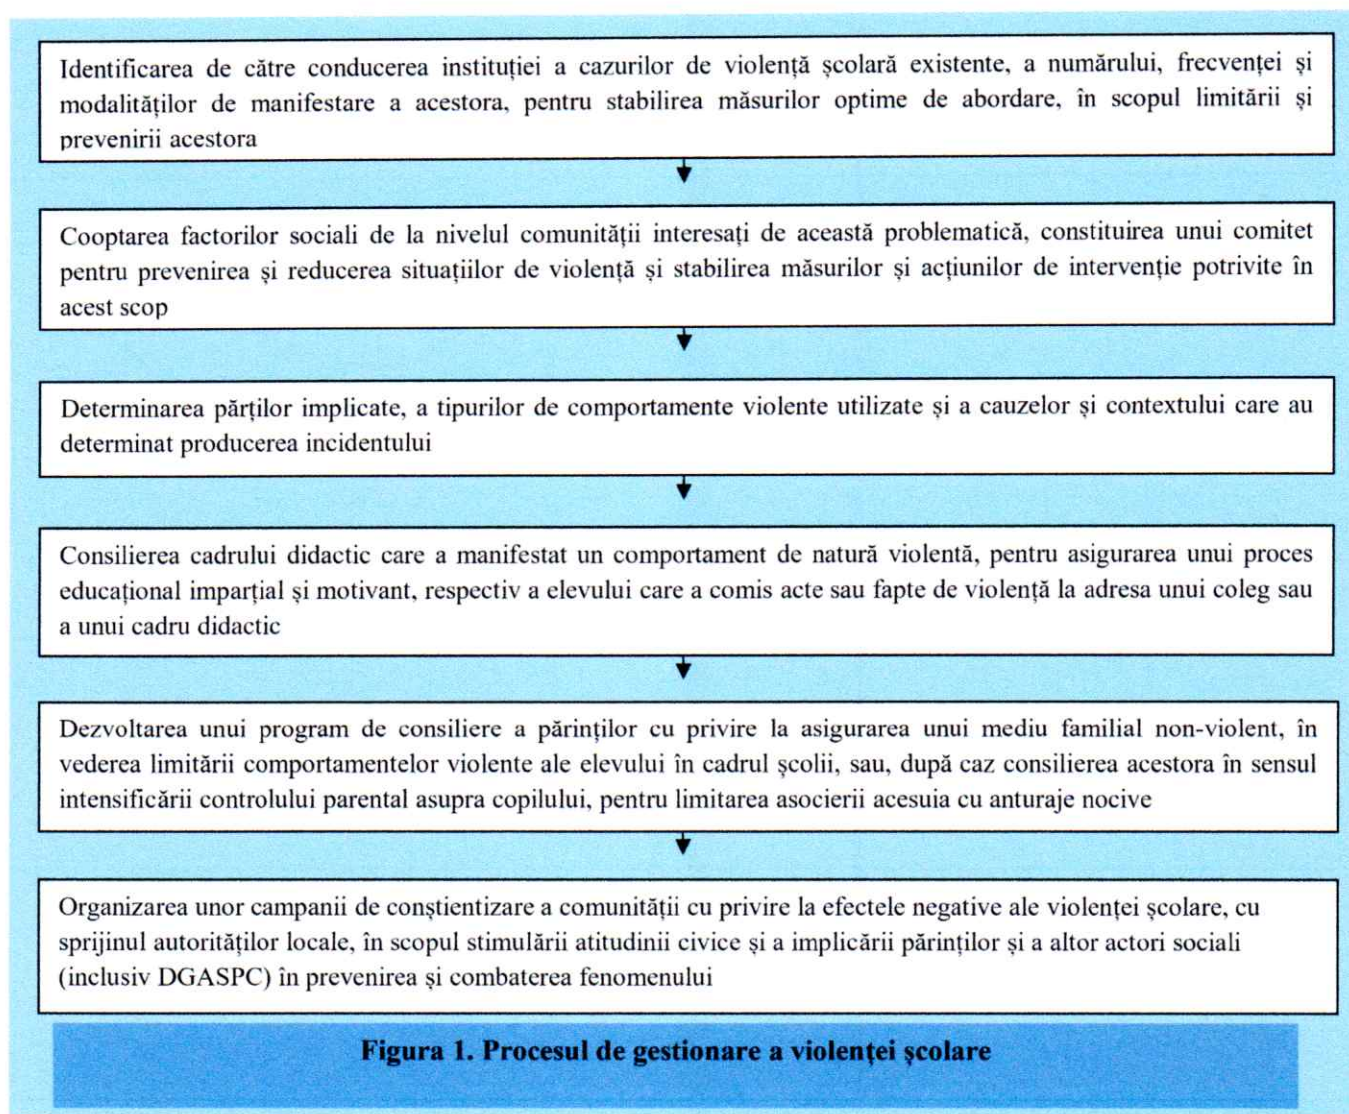 Identificarea de către conducerea instituției a cazurilor de violență școlară existente, a numărului, frecvenței și
modalităților de manifestare a acestora, pentru stabilirea măsurilor optime de abordare, în scopul limitării și
prevenirii acestora
Cooptarea factorilor sociali de la nivelul comunității interesați de această problematică, constituirea unui comitet
pentru prevenirea și reducerea situațiilor de violență și stabilirea măsurilor și acțiunilor de intervenție potrivite în
acest scop
Determinarea părților implicate, a tipurilor de comportamente violente utilizate și a cauzelor și contextului care au
determinat producerea incidentului
Consilierea cadrului didactic care a manifestat un comportament de natură violentă, pentru asigurarea unui proces
educațional imparțial și motivant, respectiv a elevului care a comis acte sau fapte de violență la adresa unui coleg sau
a unui cadru didactic
Dezvoltarea unui program de consiliere a părinților cu privire la asigurarea unui mediu familial non-violent, în
vederea limitării comportamentelor violente ale elevului în cadrul școlii, sau, după caz consilierea acestora în sensul
intensificării controlului parental asupra copilului, pentru limitarea asocierii acesuia cu anturaje nocive
Organizarea unor campanii de conștientizare a comunității cu privire la efectele negative ale violenței școlare, cu
sprijinul autorităților locale, în scopul stimulării atitudinii civice și a implicării părinților și a altor actori sociali
(inclusiv DGASPC) în prevenirea și combaterea fenomenului
Figura 1. Procesul de gestionare a violenței școlare